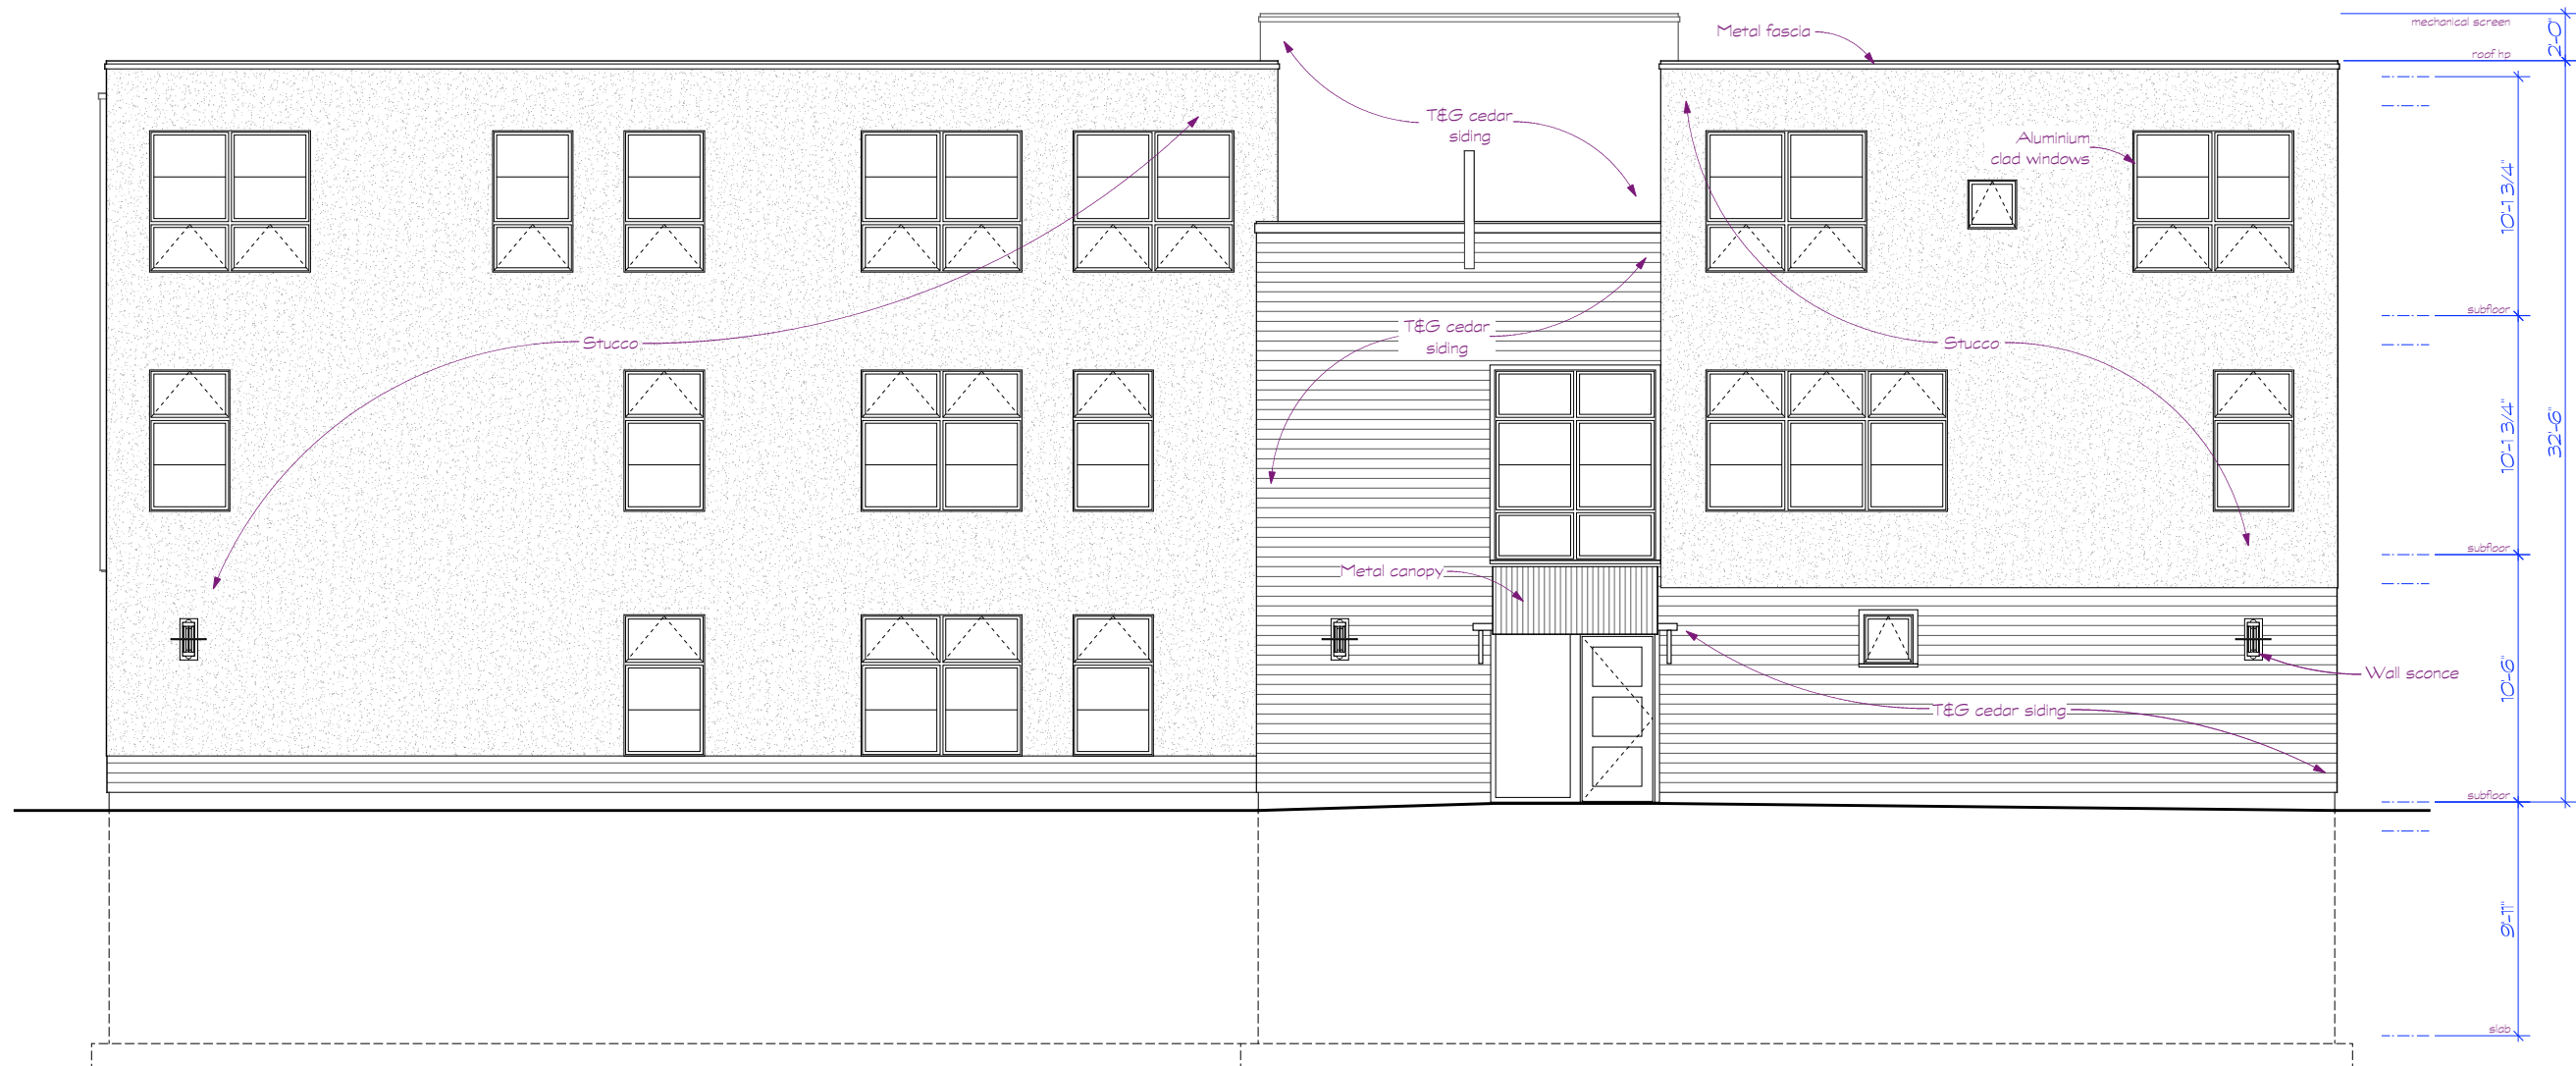 mechanical screen
2'-0"
Metal fascia
roof hp
T&G cedar
siding
Aluminium
clad windows
10'-1 3/4"
subfloor
T&G cedar
siding
Stucco
Stucco
10'-1 3/4"
32'-6"
subfloor
Metal canopy
Wall sconce
10'-6"
T&G cedar siding
subfloor
9'-11"
slab